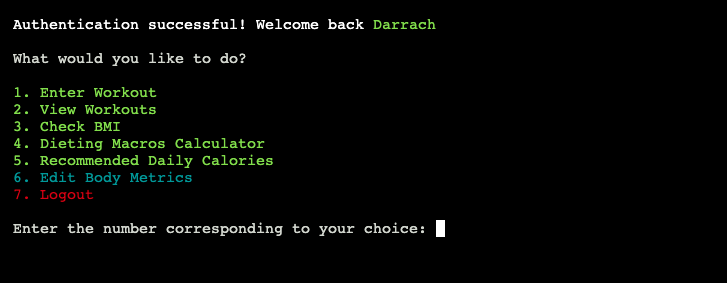 Authentication successful! Welcome back Darrach
What would you like to do?
1. Enter Workout
2. View Workouts
3. Check BMI
4. Dieting Macros Calculator
5. Recommended Daily Calories
6. Edit Body Metrics
7. Logout
Enter the number corresponding to your choice: